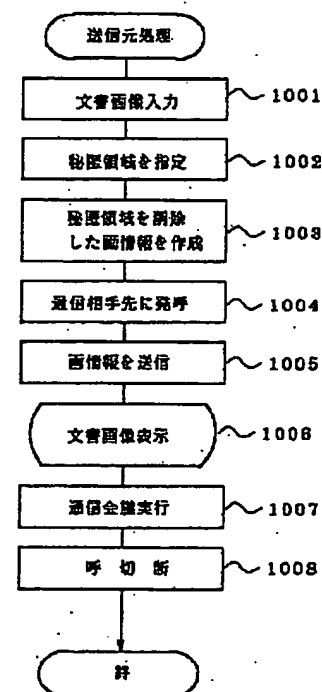 送信元処理
文書画像入力 1001
秘匿領域を指定 1002
秘匿領域を削除
した画情報を作成 1003
通信相手先に発呼 1004
画情報を送信 1005
文書画像表示 1006
通信会議実行 1007
呼切断 1008
終